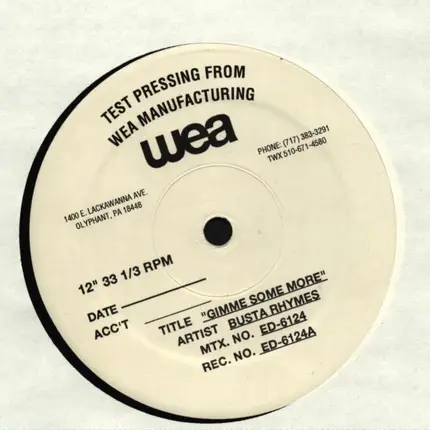 TEST PRESSING FROM
WEA MANUFACTURING
wea
1400 E. LACKAWANNA AVE.
OLYPHANT, PA 18448
PHONE: (717) 383-3291
TWX 510-671-4580
12" 33 1/3 RPM
DATE
ACC'T
TITLE "GIMME SOME MORE"
ARTIST BUSTA RHYMES
MTX. NO. ED-6124
REC. NO. ED-6124A